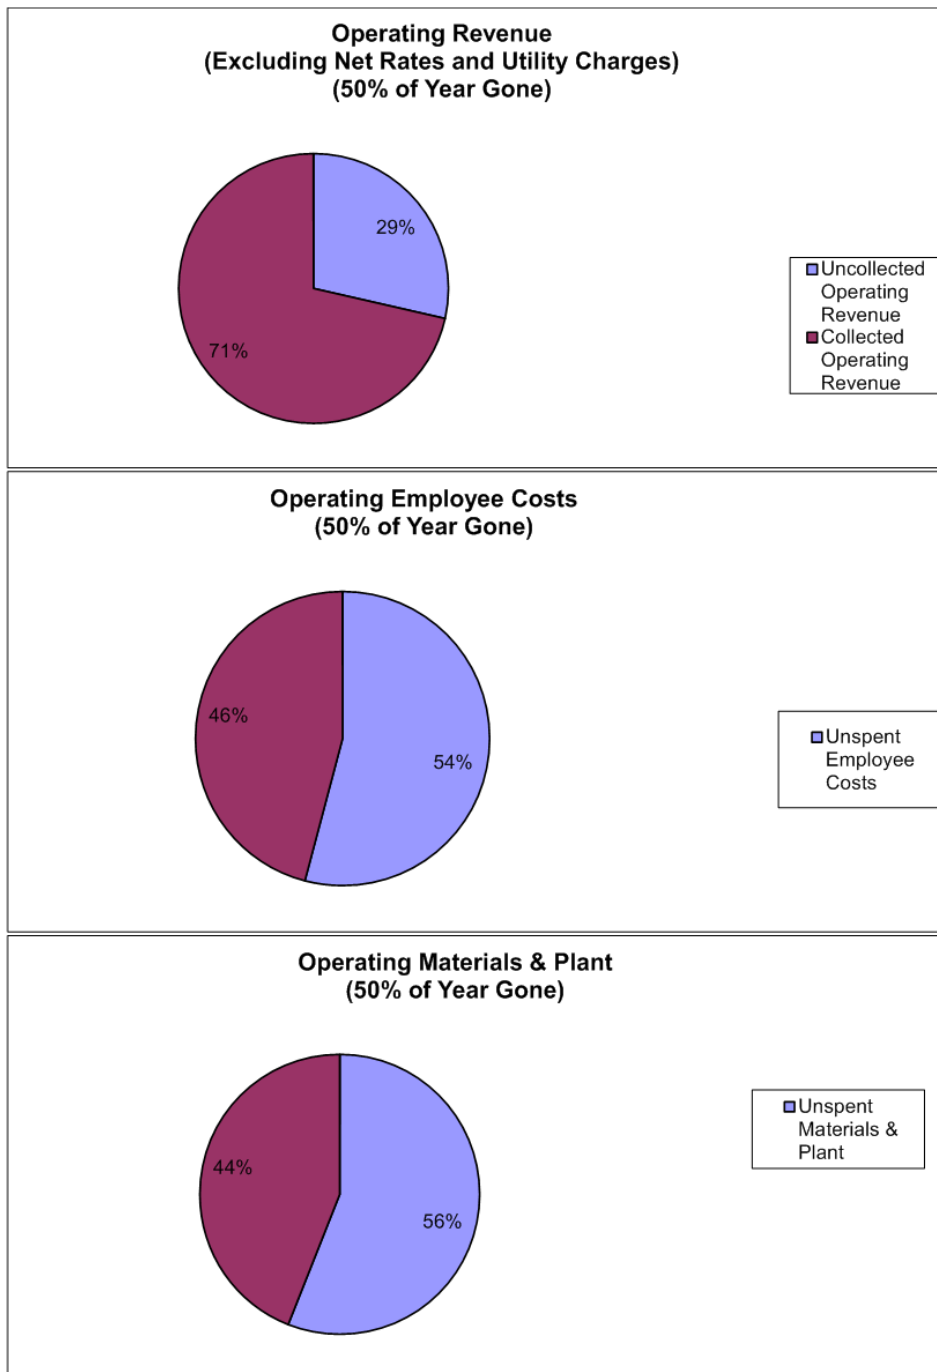 Operating Revenue
(Excluding Net Rates and Utility Charges)
(50% of Year Gone)
29%
71%
Uncollected
Operating
Revenue
Collected
Operating
Revenue
Operating Employee Costs
(50% of Year Gone)
46%
54%
Unspent
Employee
Costs
Operating Materials & Plant
(50% of Year Gone)
44%
56%
Unspent
Materials &
Plant